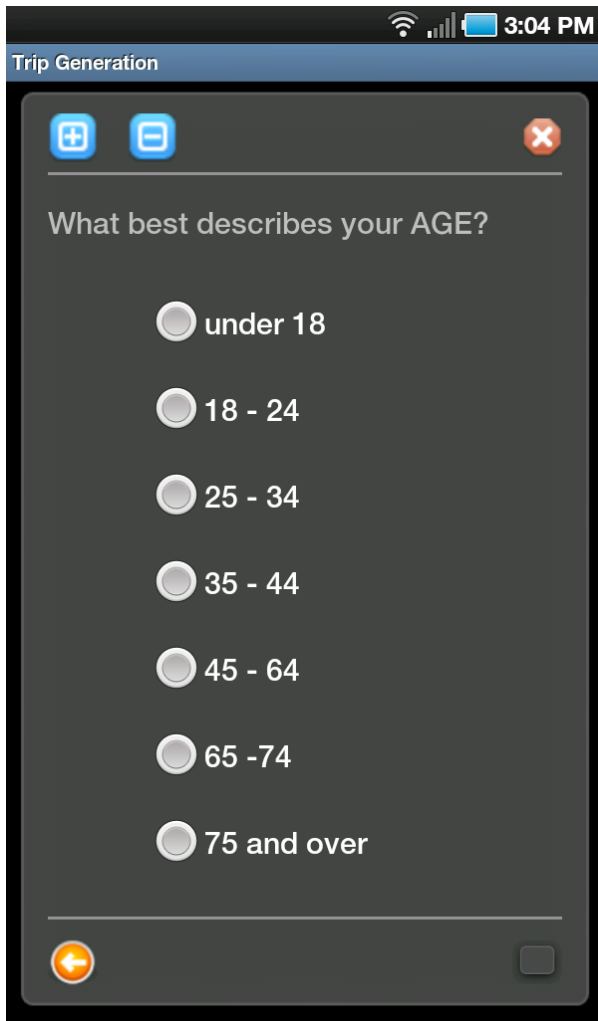 3:04 PM
Trip Generation
What best describes your AGE?
under 18
18 - 24
25 - 34
35 - 44
45 - 64
65 -74
75 and over